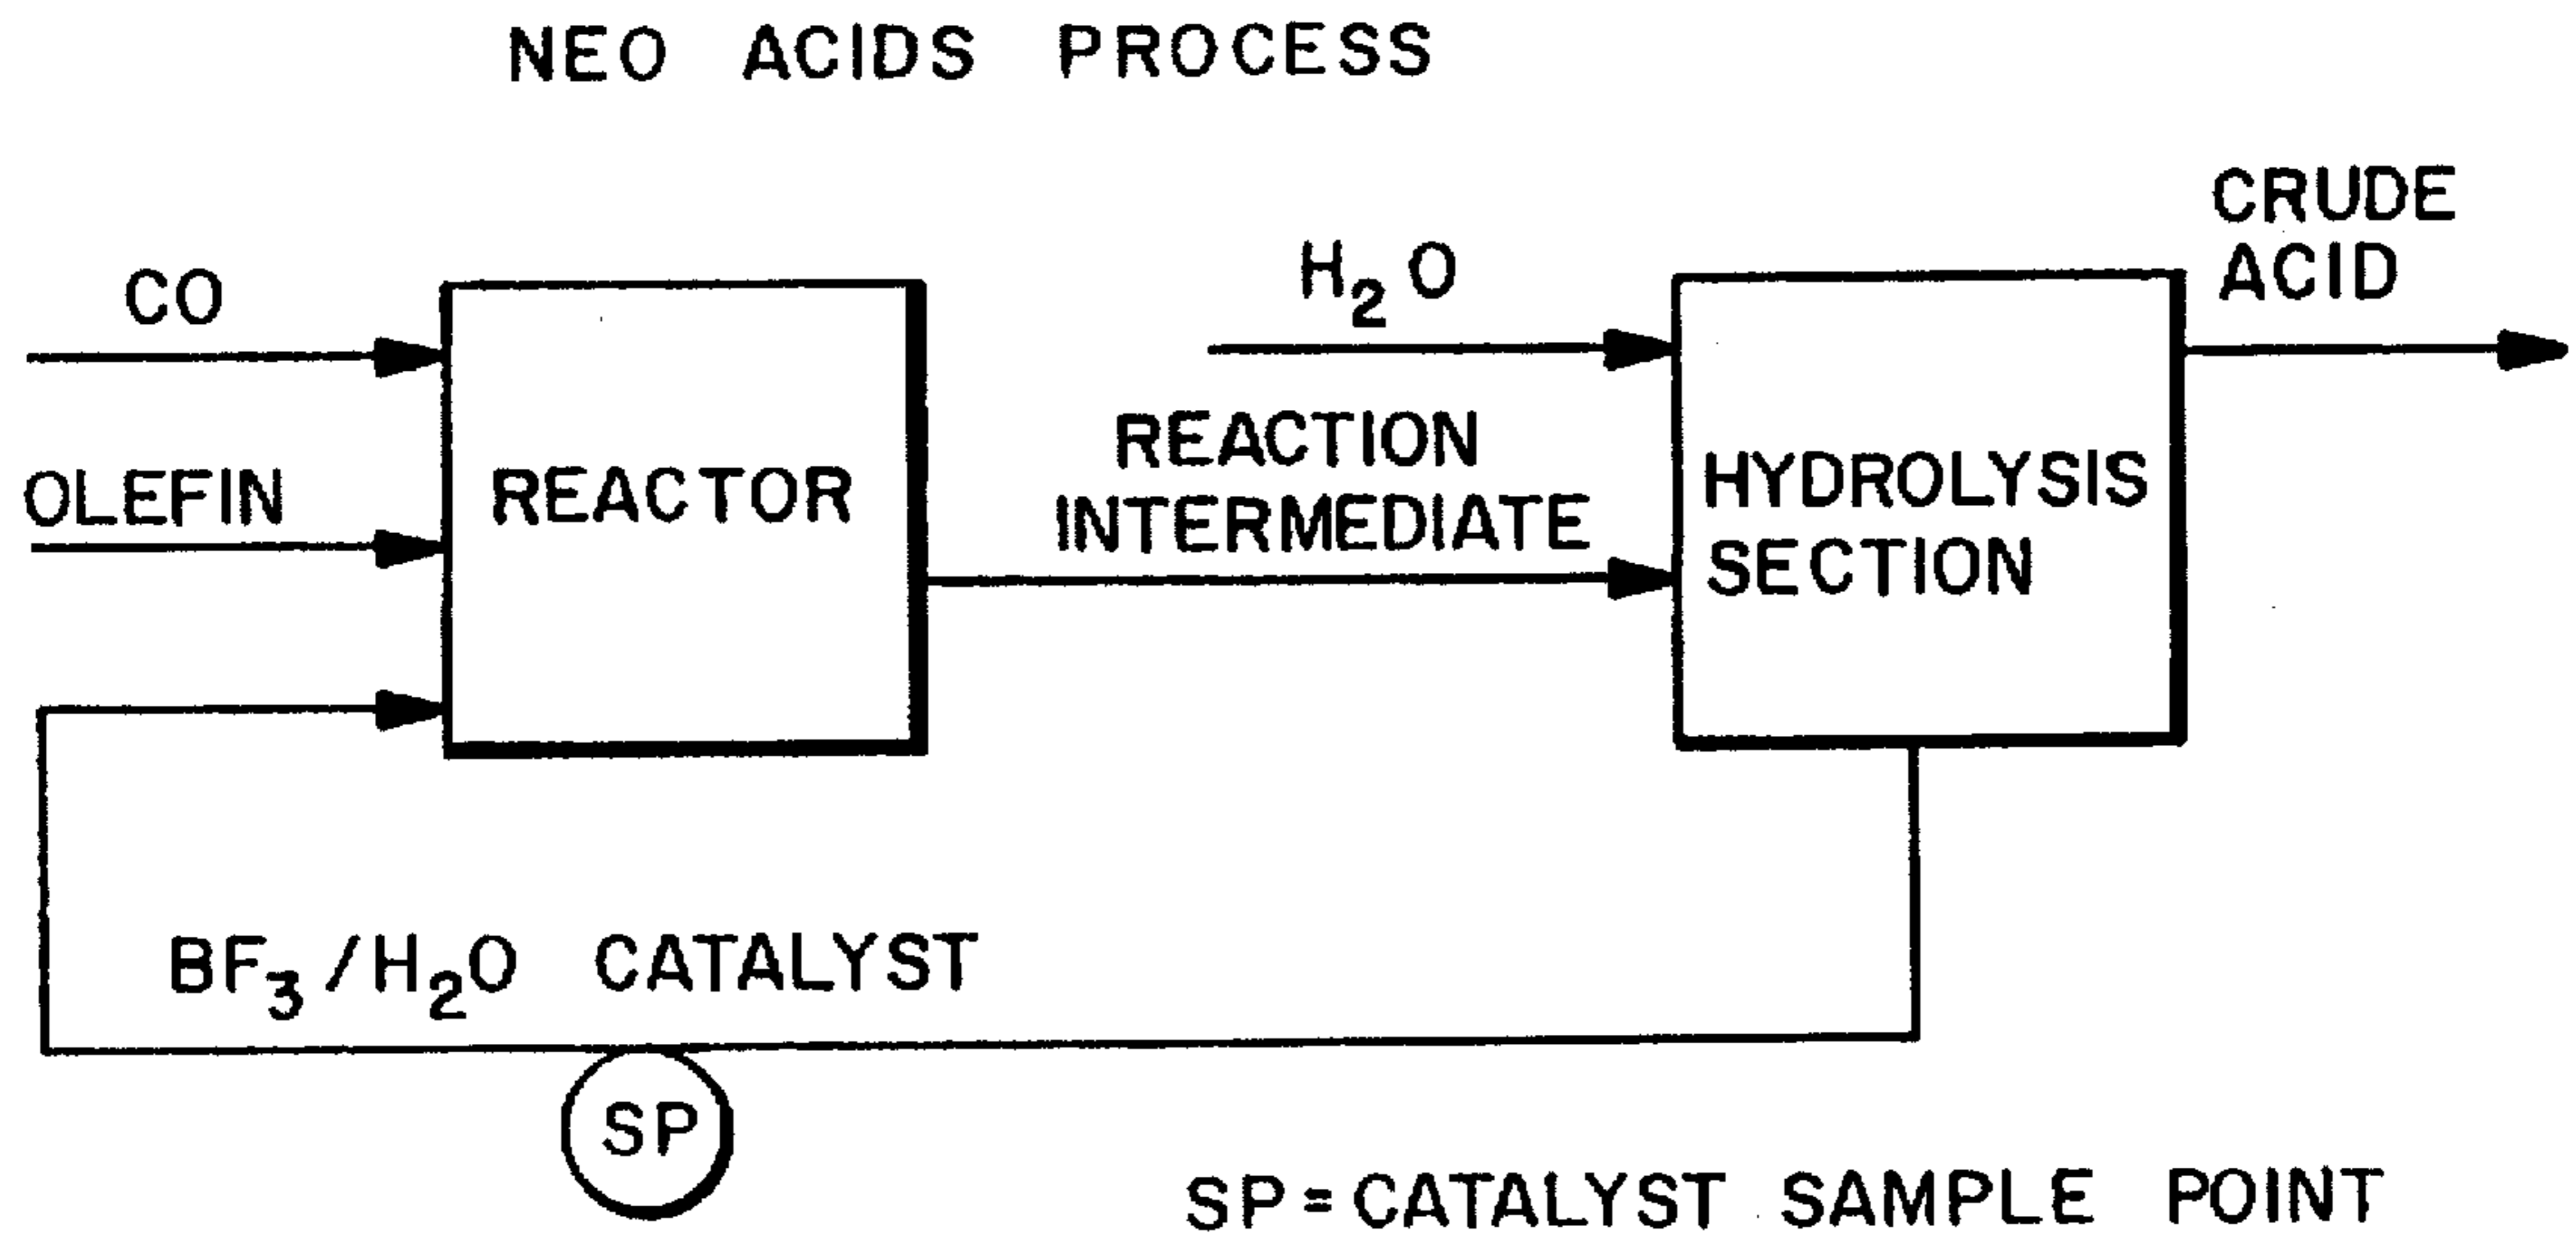 NEO ACIDS PROCESS
CO
OLEFIN
REACTOR
H₂O
REACTION
INTERMEDIATE
HYDROLYSIS
SECTION
CRUDE
ACID
BF₃/H₂O CATALYST
SP
SP = CATALYST SAMPLE POINT